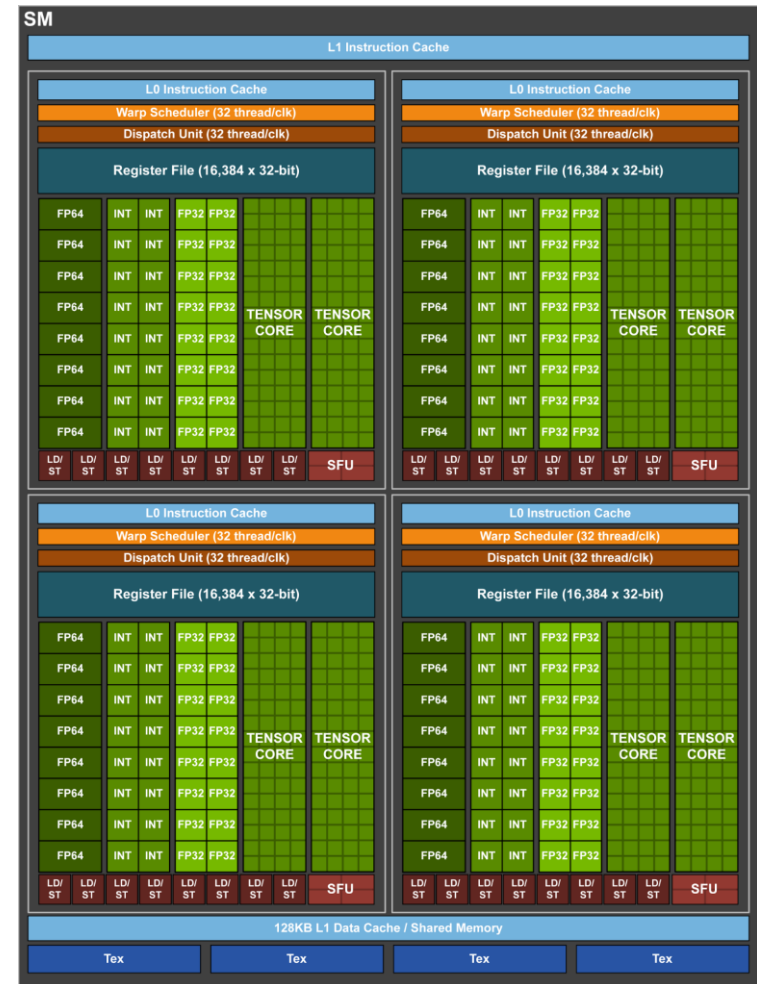 SM
L1 Instruction Cache
L0 Instruction Cache
Warp Scheduler (32 thread/clk)
Dispatch Unit (32 thread/clk)
Register File (16,384 x 32-bit)
FP64 INT INT FP32 FP32
FP64 INT INT FP32 FP32
FP64 INT INT FP32 FP32
FP64 INT INT FP32 FP32 TENSOR CORE TENSOR CORE
FP64 INT INT FP32 FP32
FP64 INT INT FP32 FP32
FP64 INT INT FP32 FP32
FP64 INT INT FP32 FP32
LD/ST LD/ST LD/ST LD/ST LD/ST LD/ST LD/ST LD/ST SFU
L0 Instruction Cache
Warp Scheduler (32 thread/clk)
Dispatch Unit (32 thread/clk)
Register File (16,384 x 32-bit)
FP64 INT INT FP32 FP32
FP64 INT INT FP32 FP32
FP64 INT INT FP32 FP32
FP64 INT INT FP32 FP32 TENSOR CORE TENSOR CORE
FP64 INT INT FP32 FP32
FP64 INT INT FP32 FP32
FP64 INT INT FP32 FP32
FP64 INT INT FP32 FP32
LD/ST LD/ST LD/ST LD/ST LD/ST LD/ST LD/ST LD/ST SFU
L0 Instruction Cache
Warp Scheduler (32 thread/clk)
Dispatch Unit (32 thread/clk)
Register File (16,384 x 32-bit)
FP64 INT INT FP32 FP32
FP64 INT INT FP32 FP32
FP64 INT INT FP32 FP32
FP64 INT INT FP32 FP32 TENSOR CORE TENSOR CORE
FP64 INT INT FP32 FP32
FP64 INT INT FP32 FP32
FP64 INT INT FP32 FP32
FP64 INT INT FP32 FP32
LD/ST LD/ST LD/ST LD/ST LD/ST LD/ST LD/ST LD/ST SFU
L0 Instruction Cache
Warp Scheduler (32 thread/clk)
Dispatch Unit (32 thread/clk)
Register File (16,384 x 32-bit)
FP64 INT INT FP32 FP32
FP64 INT INT FP32 FP32
FP64 INT INT FP32 FP32
FP64 INT INT FP32 FP32 TENSOR CORE TENSOR CORE
FP64 INT INT FP32 FP32
FP64 INT INT FP32 FP32
FP64 INT INT FP32 FP32
FP64 INT INT FP32 FP32
LD/ST LD/ST LD/ST LD/ST LD/ST LD/ST LD/ST LD/ST SFU
128KB L1 Data Cache / Shared Memory
Tex Tex Tex Tex